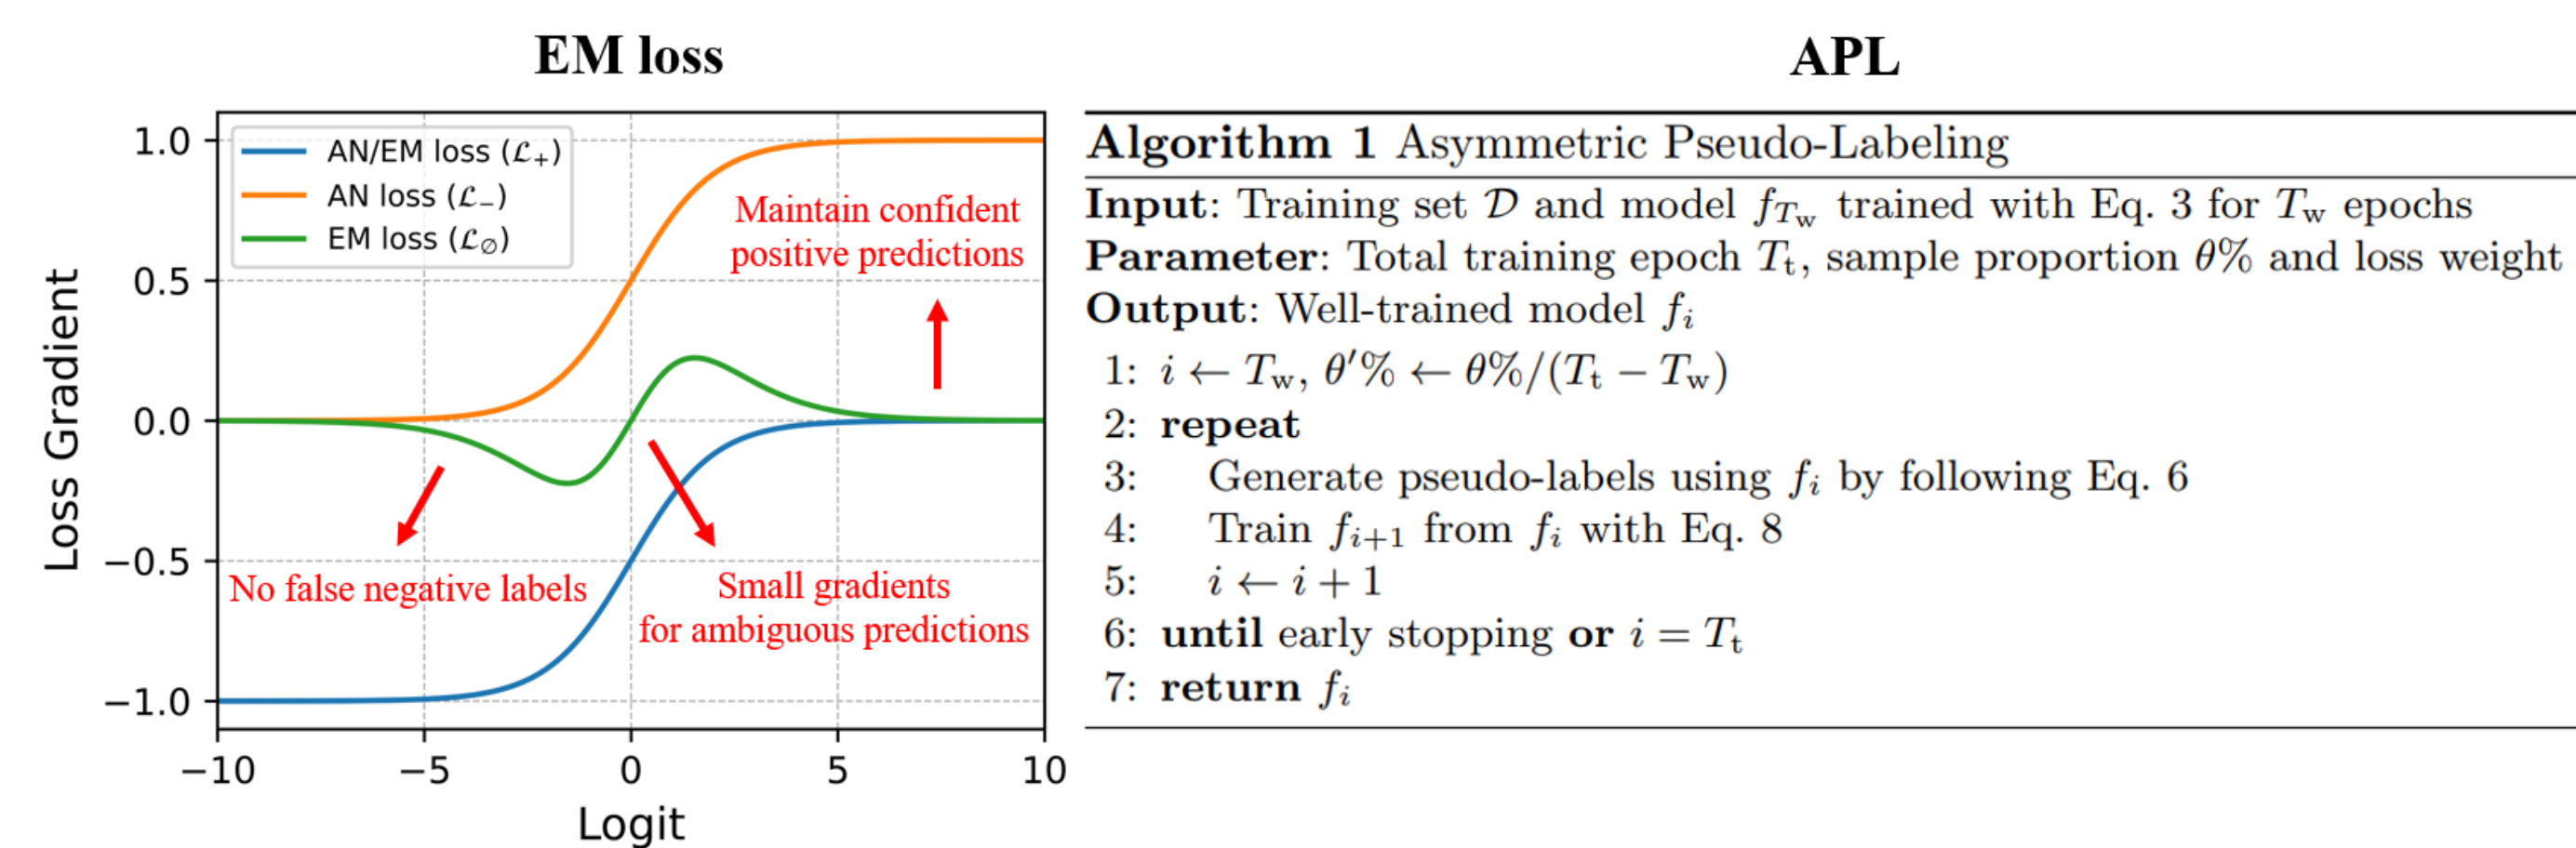 EM loss
1.0
0.5
0.0
−0.5
−1.0
−10
−5
0
5
10
Loss Gradient
Logit
AN/EM loss (ℒ₊)
AN loss (ℒ₋)
EM loss (ℒ∅)
Maintain confident
positive predictions
No false negative labels
Small gradients
for ambiguous predictions
APL
Algorithm 1 Asymmetric Pseudo-Labeling
Input: Training set 𝒟 and model f_{T_w} trained with Eq. 3 for T_w epochs
Parameter: Total training epoch T_t, sample proportion θ% and loss weight
Output: Well-trained model f_i
1: i ← T_w, θ′% ← θ%/(T_t − T_w)
2: repeat
3: Generate pseudo-labels using f_i by following Eq. 6
4: Train f_{i+1} from f_i with Eq. 8
5: i ← i + 1
6: until early stopping or i = T_t
7: return f_i